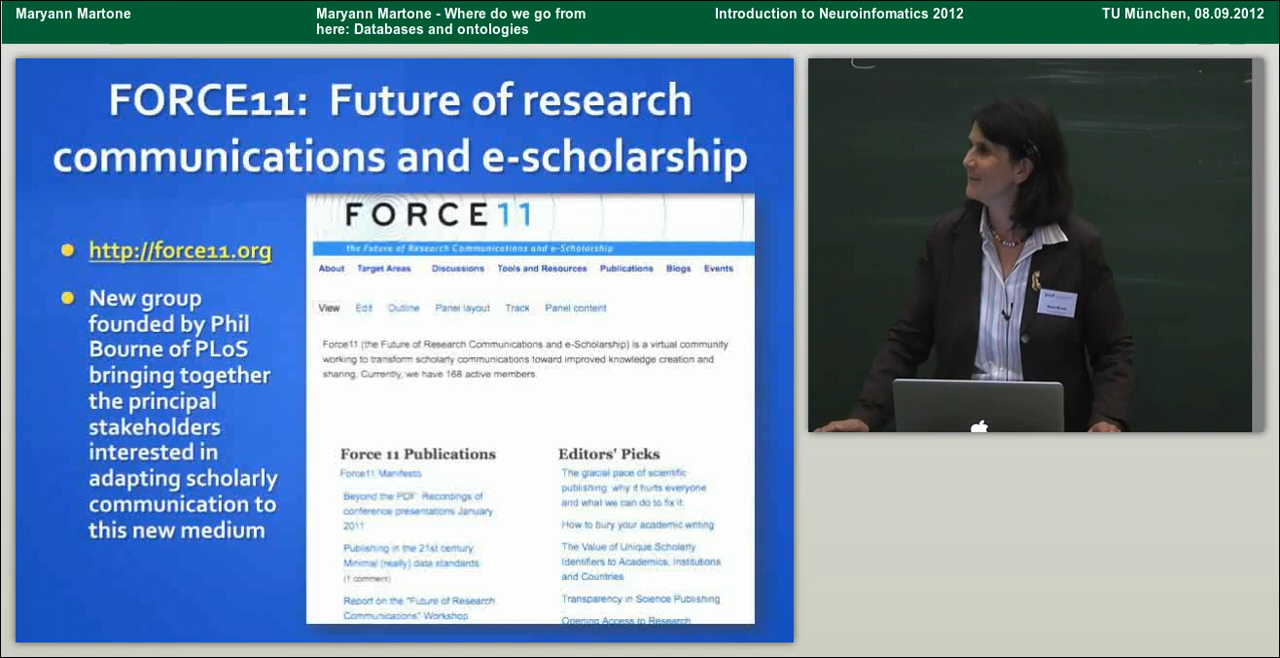 Maryann Martone
Maryann Martone - Where do we go from
here: Databases and ontologies
Introduction to Neuroinfomatics 2012
TU München, 08.09.2012
FORCE11: Future of research
communications and e-scholarship
http://force11.org
New group
founded by Phil
Bourne of PLoS
bringing together
the principal
stakeholders
interested in
adapting scholarly
communication to
this new medium
FORCE11
the Future of Research Communications and e-Scholarship
About Target Areas Discussions Tools and Resources Publications Blogs Events
View Edit Outline Panel layout Track Panel content
Force11 (the Future of Research Communications and e-Scholarship) is a virtual community
working to transform scholarly communications toward improved knowledge creation and
sharing. Currently, we have 168 active members.
Force 11 Publications
Force11 Manifesto
Beyond the PDF: Recordings of
conference presentations January
2011
Publishing in the 21st century:
Minimal (really) data standards
(1 comment)
Report on the "Future of Research
Communications" Workshop
Editors' Picks
The glacial pace of scientific
publishing: why it hurts everyone
and what we can do to fix it
How to bury your academic writing
The Value of Unique Scholarly
Identifiers to Academics, Institutions
and Countries
Transparency in Science Publishing
Opening Access to Research